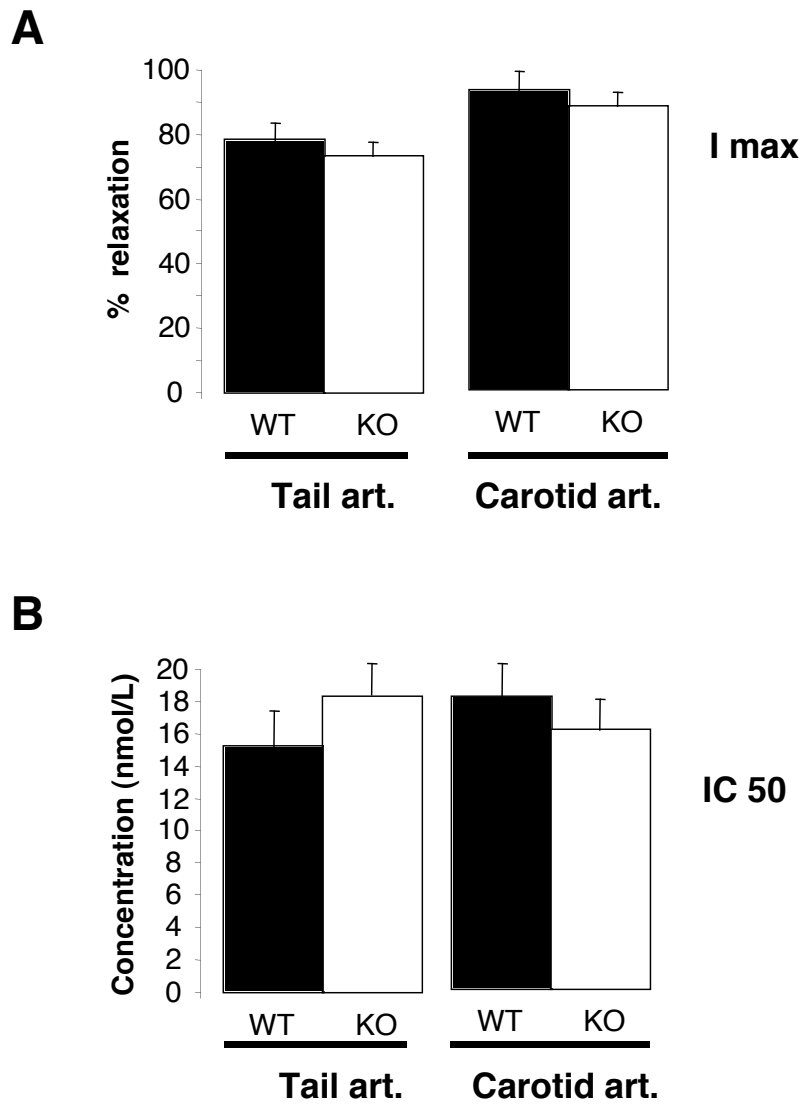 A
100
80
60
40
20
0
% relaxation
I max
WT KO WT KO
Tail art. Carotid art.
B
20
18
16
14
12
10
8
6
4
2
0
Concentration (nmol/L)
IC 50
WT KO WT KO
Tail art. Carotid art.